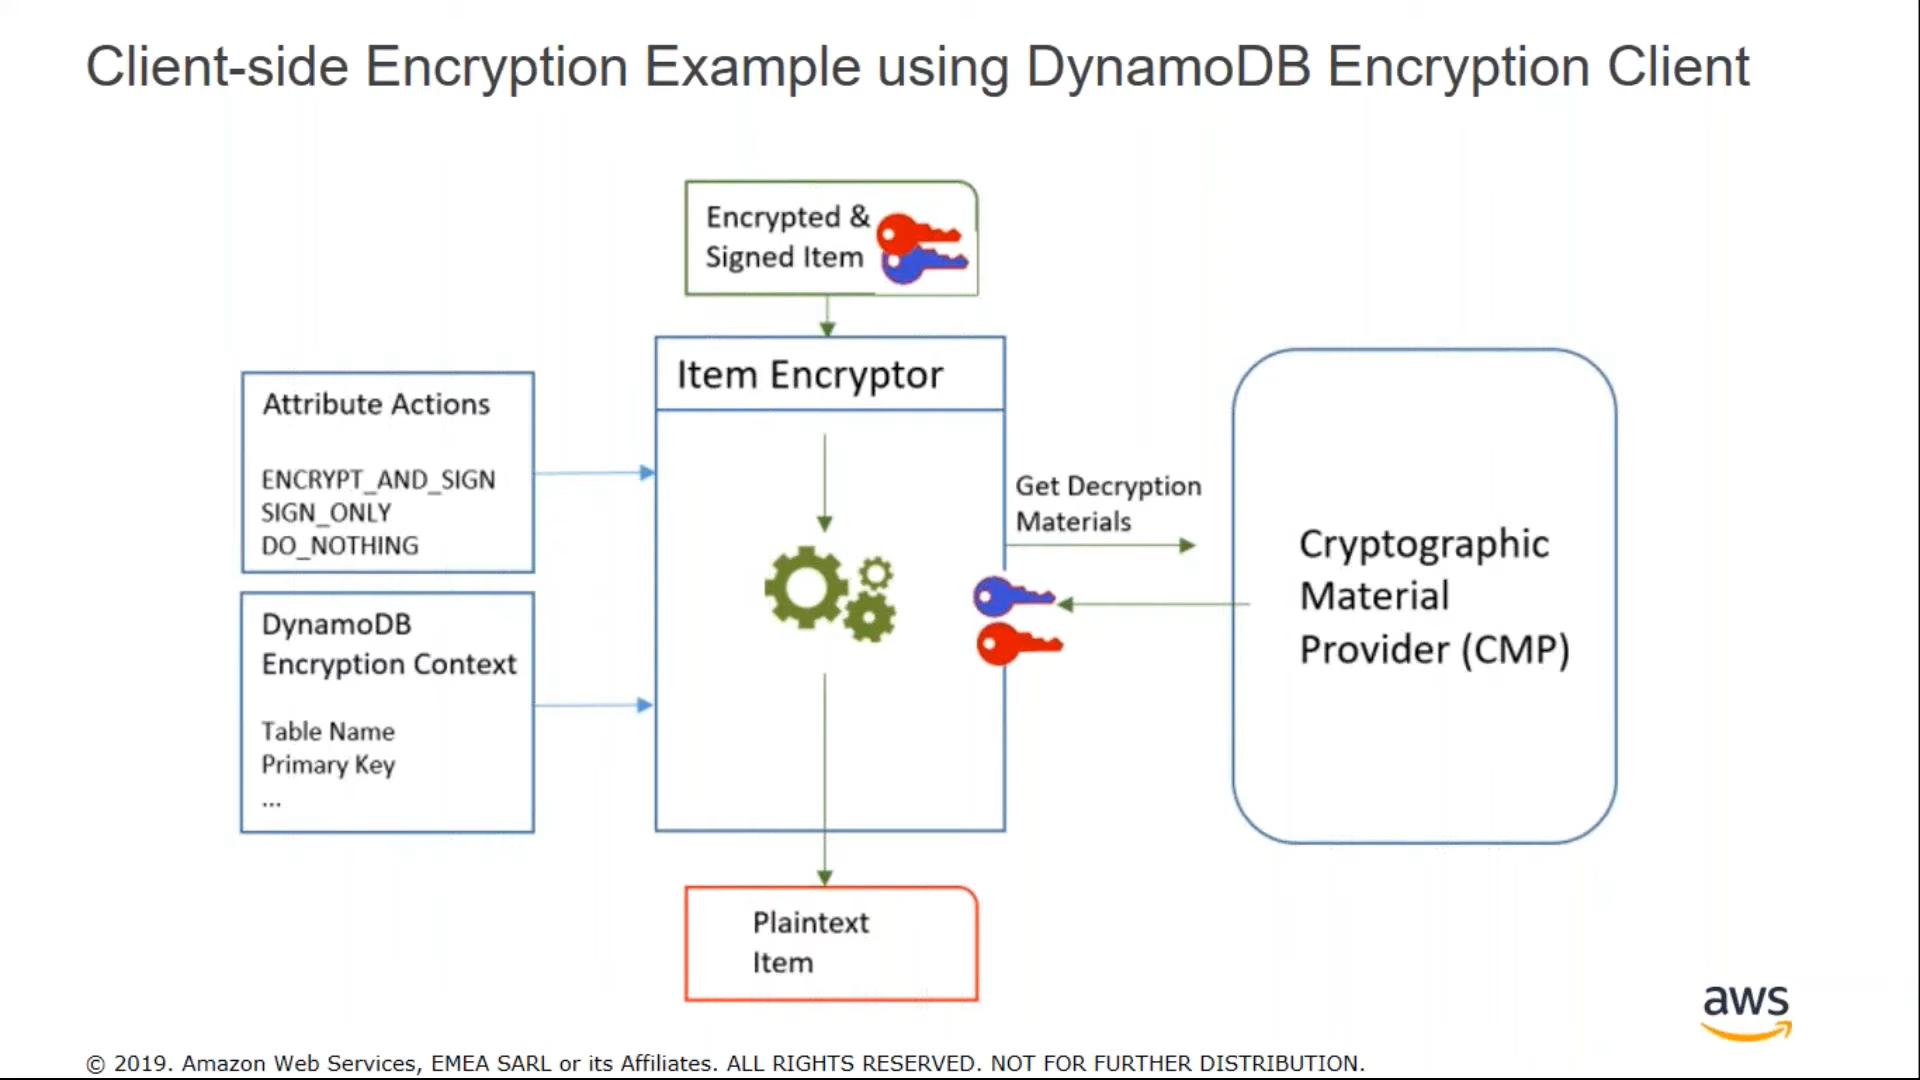 Client-side Encryption Example using DynamoDB Encryption Client
Encrypted &
Signed Item
Item Encryptor
Attribute Actions
ENCRYPT_AND_SIGN
SIGN_ONLY
DO_NOTHING
DynamoDB
Encryption Context
Table Name
Primary Key
...
Get Decryption
Materials
Cryptographic
Material
Provider (CMP)
Plaintext
Item
aws
© 2019. Amazon Web Services, EMEA SARL or its Affiliates. ALL RIGHTS RESERVED. NOT FOR FURTHER DISTRIBUTION.